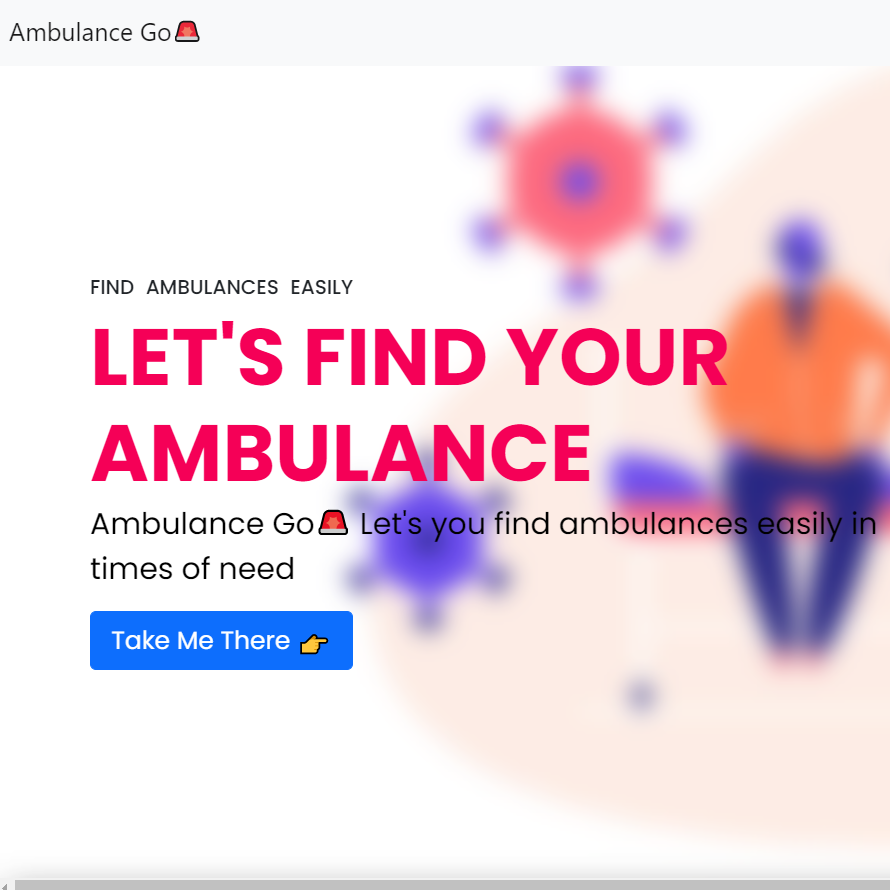 Ambulance Go🚨
FIND AMBULANCES EASILY
LET'S FIND YOUR
AMBULANCE
Ambulance Go🚨 Let's you find ambulances easily in
times of need
Take Me There 👉